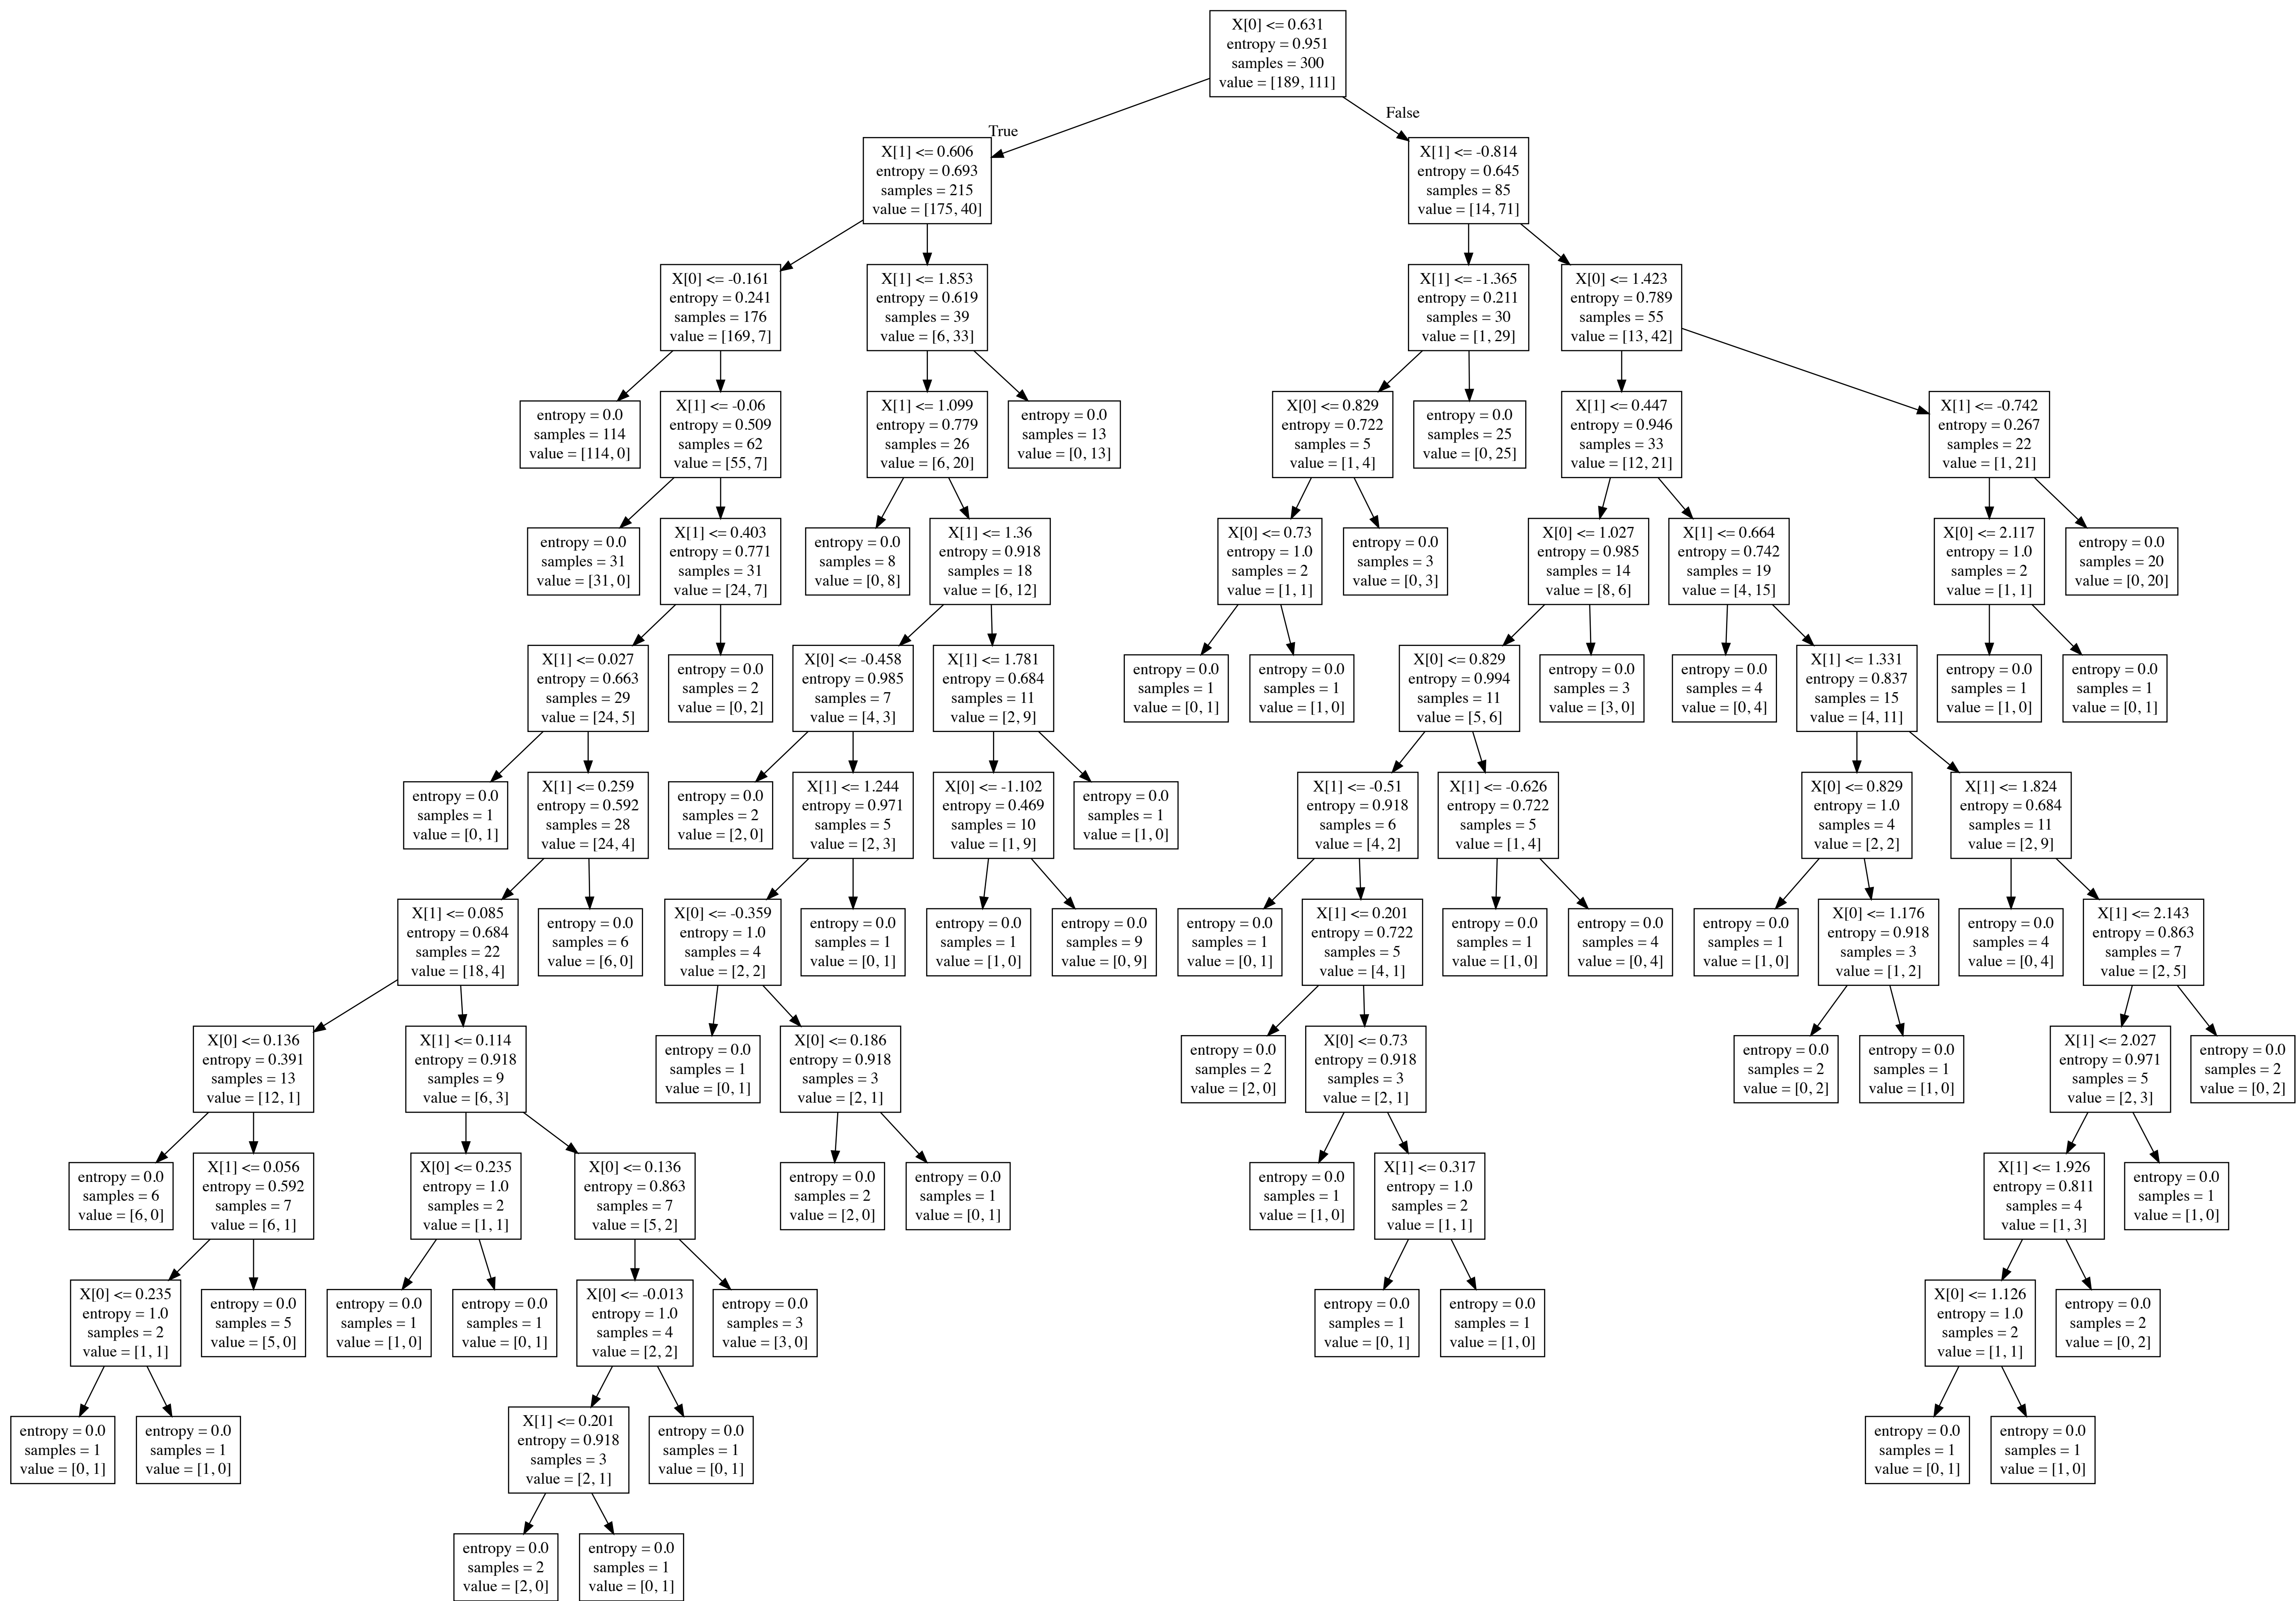 X[0] <= 0.631
entropy = 0.951
samples = 300
value = [189, 111]
True
False
X[1] <= 0.606
entropy = 0.693
samples = 215
value = [175, 40]
X[1] <= -0.814
entropy = 0.645
samples = 85
value = [14, 71]
X[0] <= -0.161
entropy = 0.241
samples = 176
value = [169, 7]
X[1] <= 1.853
entropy = 0.619
samples = 39
value = [6, 33]
X[1] <= -1.365
entropy = 0.211
samples = 30
value = [1, 29]
X[0] <= 1.423
entropy = 0.789
samples = 55
value = [13, 42]
entropy = 0.0
samples = 114
value = [114, 0]
X[1] <= -0.06
entropy = 0.509
samples = 62
value = [55, 7]
X[1] <= 1.099
entropy = 0.779
samples = 26
value = [6, 20]
entropy = 0.0
samples = 13
value = [0, 13]
X[0] <= 0.829
entropy = 0.722
samples = 5
value = [1, 4]
entropy = 0.0
samples = 25
value = [0, 25]
X[1] <= 0.447
entropy = 0.946
samples = 33
value = [12, 21]
X[1] <= -0.742
entropy = 0.267
samples = 22
value = [1, 21]
entropy = 0.0
samples = 31
value = [31, 0]
X[1] <= 0.403
entropy = 0.771
samples = 31
value = [24, 7]
entropy = 0.0
samples = 8
value = [0, 8]
X[1] <= 1.36
entropy = 0.918
samples = 18
value = [6, 12]
X[0] <= 0.73
entropy = 1.0
samples = 2
value = [1, 1]
entropy = 0.0
samples = 3
value = [0, 3]
X[0] <= 1.027
entropy = 0.985
samples = 14
value = [8, 6]
X[1] <= 0.664
entropy = 0.742
samples = 19
value = [4, 15]
X[0] <= 2.117
entropy = 1.0
samples = 2
value = [1, 1]
entropy = 0.0
samples = 20
value = [0, 20]
X[1] <= 0.027
entropy = 0.663
samples = 29
value = [24, 5]
entropy = 0.0
samples = 2
value = [0, 2]
X[0] <= -0.458
entropy = 0.985
samples = 7
value = [4, 3]
X[1] <= 1.781
entropy = 0.684
samples = 11
value = [2, 9]
entropy = 0.0
samples = 1
value = [0, 1]
entropy = 0.0
samples = 1
value = [1, 0]
X[0] <= 0.829
entropy = 0.994
samples = 11
value = [5, 6]
entropy = 0.0
samples = 3
value = [3, 0]
entropy = 0.0
samples = 4
value = [0, 4]
X[1] <= 1.331
entropy = 0.837
samples = 15
value = [4, 11]
entropy = 0.0
samples = 1
value = [1, 0]
entropy = 0.0
samples = 1
value = [0, 1]
entropy = 0.0
samples = 1
value = [0, 1]
X[1] <= 0.259
entropy = 0.592
samples = 28
value = [24, 4]
entropy = 0.0
samples = 2
value = [2, 0]
X[1] <= 1.244
entropy = 0.971
samples = 5
value = [2, 3]
X[0] <= -1.102
entropy = 0.469
samples = 10
value = [1, 9]
entropy = 0.0
samples = 1
value = [1, 0]
X[1] <= -0.51
entropy = 0.918
samples = 6
value = [4, 2]
X[1] <= -0.626
entropy = 0.722
samples = 5
value = [1, 4]
X[0] <= 0.829
entropy = 1.0
samples = 4
value = [2, 2]
X[1] <= 1.824
entropy = 0.684
samples = 11
value = [2, 9]
X[1] <= 0.085
entropy = 0.684
samples = 22
value = [18, 4]
entropy = 0.0
samples = 6
value = [6, 0]
X[0] <= -0.359
entropy = 1.0
samples = 4
value = [2, 2]
entropy = 0.0
samples = 1
value = [0, 1]
entropy = 0.0
samples = 1
value = [1, 0]
entropy = 0.0
samples = 9
value = [0, 9]
entropy = 0.0
samples = 1
value = [0, 1]
X[1] <= 0.201
entropy = 0.722
samples = 5
value = [4, 1]
entropy = 0.0
samples = 1
value = [1, 0]
entropy = 0.0
samples = 4
value = [0, 4]
entropy = 0.0
samples = 1
value = [1, 0]
X[0] <= 1.176
entropy = 0.918
samples = 3
value = [1, 2]
entropy = 0.0
samples = 4
value = [0, 4]
X[1] <= 2.143
entropy = 0.863
samples = 7
value = [2, 5]
X[0] <= 0.136
entropy = 0.391
samples = 13
value = [12, 1]
X[1] <= 0.114
entropy = 0.918
samples = 9
value = [6, 3]
entropy = 0.0
samples = 1
value = [0, 1]
X[0] <= 0.186
entropy = 0.918
samples = 3
value = [2, 1]
entropy = 0.0
samples = 2
value = [2, 0]
X[0] <= 0.73
entropy = 0.918
samples = 3
value = [2, 1]
entropy = 0.0
samples = 2
value = [0, 2]
entropy = 0.0
samples = 1
value = [1, 0]
X[1] <= 2.027
entropy = 0.971
samples = 5
value = [2, 3]
entropy = 0.0
samples = 2
value = [0, 2]
entropy = 0.0
samples = 6
value = [6, 0]
X[1] <= 0.056
entropy = 0.592
samples = 7
value = [6, 1]
X[0] <= 0.235
entropy = 1.0
samples = 2
value = [1, 1]
X[0] <= 0.136
entropy = 0.863
samples = 7
value = [5, 2]
entropy = 0.0
samples = 2
value = [2, 0]
entropy = 0.0
samples = 1
value = [0, 1]
entropy = 0.0
samples = 1
value = [1, 0]
X[1] <= 0.317
entropy = 1.0
samples = 2
value = [1, 1]
X[1] <= 1.926
entropy = 0.811
samples = 4
value = [1, 3]
entropy = 0.0
samples = 1
value = [1, 0]
X[0] <= 0.235
entropy = 1.0
samples = 2
value = [1, 1]
entropy = 0.0
samples = 5
value = [5, 0]
entropy = 0.0
samples = 1
value = [1, 0]
entropy = 0.0
samples = 1
value = [0, 1]
X[0] <= -0.013
entropy = 1.0
samples = 4
value = [2, 2]
entropy = 0.0
samples = 3
value = [3, 0]
entropy = 0.0
samples = 1
value = [0, 1]
entropy = 0.0
samples = 1
value = [1, 0]
X[0] <= 1.126
entropy = 1.0
samples = 2
value = [1, 1]
entropy = 0.0
samples = 2
value = [0, 2]
entropy = 0.0
samples = 1
value = [0, 1]
entropy = 0.0
samples = 1
value = [1, 0]
X[1] <= 0.201
entropy = 0.918
samples = 3
value = [2, 1]
entropy = 0.0
samples = 1
value = [0, 1]
entropy = 0.0
samples = 1
value = [0, 1]
entropy = 0.0
samples = 1
value = [1, 0]
entropy = 0.0
samples = 2
value = [2, 0]
entropy = 0.0
samples = 1
value = [0, 1]